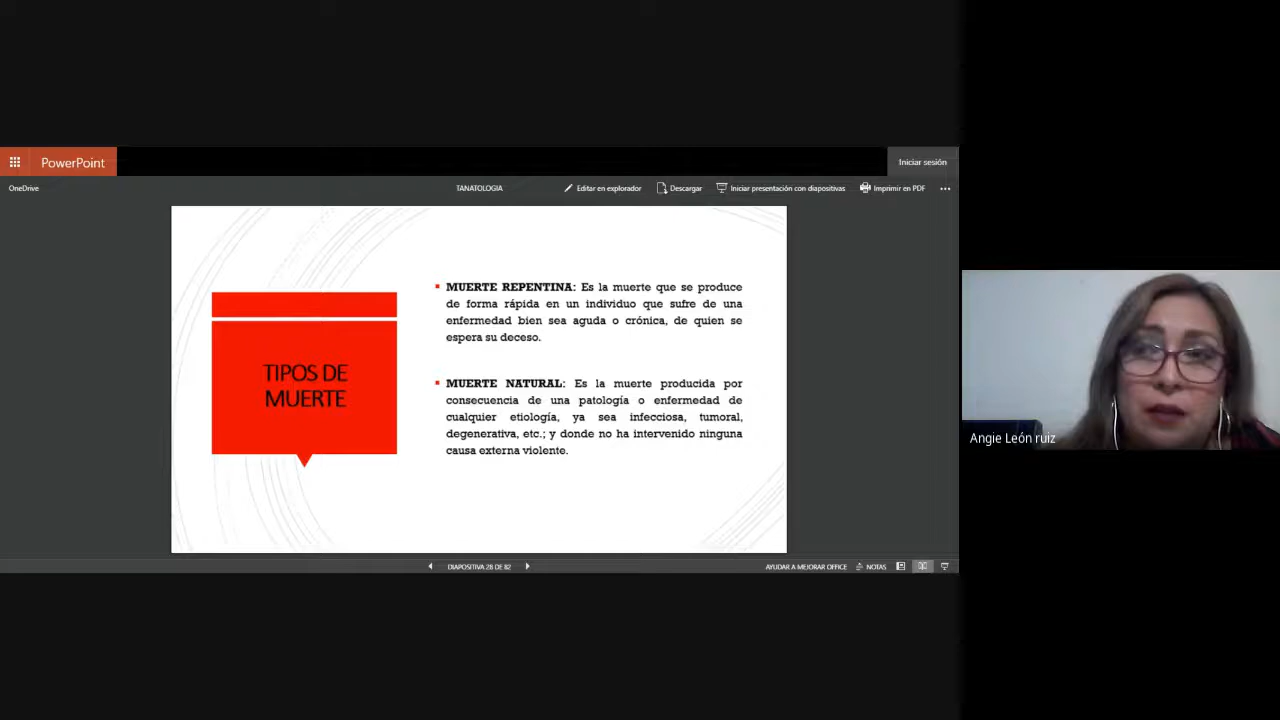 PowerPoint
Iniciar sesión
OneDrive
TANATOLOGIA
Editar en explorador
Descargar
Iniciar presentación con diapositivas
Imprimir en PDF
TIPOS DE
MUERTE
MUERTE REPENTINA: Es la muerte que se produce
de forma rápida en un individuo que sufre de una
enfermedad bien sea aguda o crónica, de quien se
espera su deceso.
MUERTE NATURAL: Es la muerte producida por
consecuencia de una patología o enfermedad de
cualquier etiología, ya sea infecciosa, tumoral,
degenerativa, etc.; y donde no ha intervenido ninguna
causa externa violente.
Angie León ruiz
DIAPOSITIVA 28 DE 82
AYUDAR A MEJORAR OFFICE
NOTAS